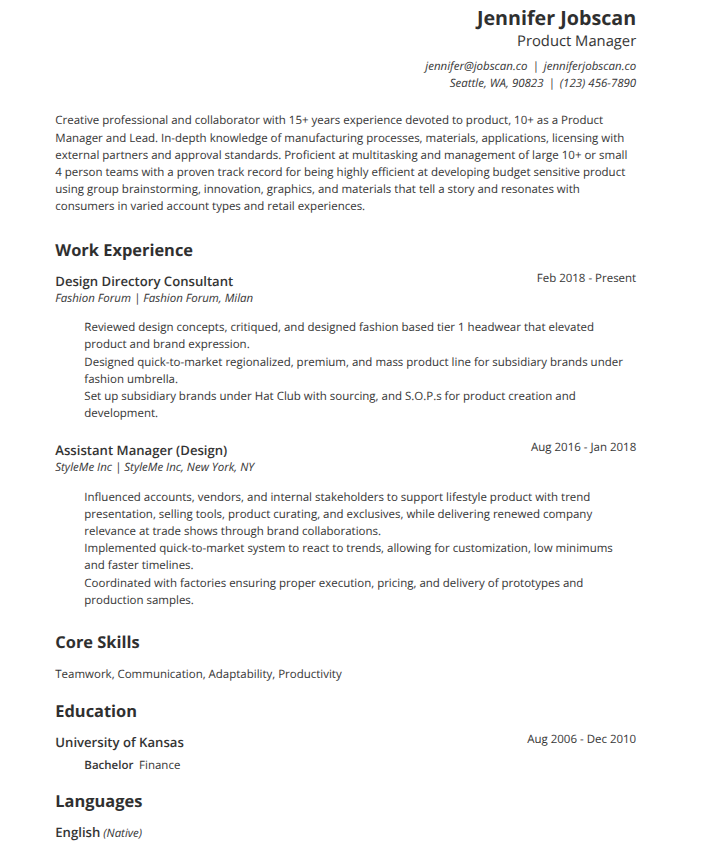 Jennifer Jobscan
Product Manager
jennifer@jobscan.co | jenniferjobscan.co
Seattle, WA, 90823 | (123) 456-7890
Creative professional and collaborator with 15+ years experience devoted to product, 10+ as a Product
Manager and Lead. In-depth knowledge of manufacturing processes, materials, applications, licensing with
external partners and approval standards. Proficient at multitasking and management of large 10+ or small
4 person teams with a proven track record for being highly efficient at developing budget sensitive product
using group brainstorming, innovation, graphics, and materials that tell a story and resonates with
consumers in varied account types and retail experiences.
Work Experience
Design Directory Consultant Feb 2018 - Present
Fashion Forum | Fashion Forum, Milan
Reviewed design concepts, critiqued, and designed fashion based tier 1 headwear that elevated
product and brand expression.
Designed quick-to-market regionalized, premium, and mass product line for subsidiary brands under
fashion umbrella.
Set up subsidiary brands under Hat Club with sourcing, and S.O.P.s for product creation and
development.
Assistant Manager (Design) Aug 2016 - Jan 2018
StyleMe Inc | StyleMe Inc, New York, NY
Influenced accounts, vendors, and internal stakeholders to support lifestyle product with trend
presentation, selling tools, product curating, and exclusives, while delivering renewed company
relevance at trade shows through brand collaborations.
Implemented quick-to-market system to react to trends, allowing for customization, low minimums
and faster timelines.
Coordinated with factories ensuring proper execution, pricing, and delivery of prototypes and
production samples.
Core Skills
Teamwork, Communication, Adaptability, Productivity
Education
University of Kansas Aug 2006 - Dec 2010
Bachelor Finance
Languages
English (Native)